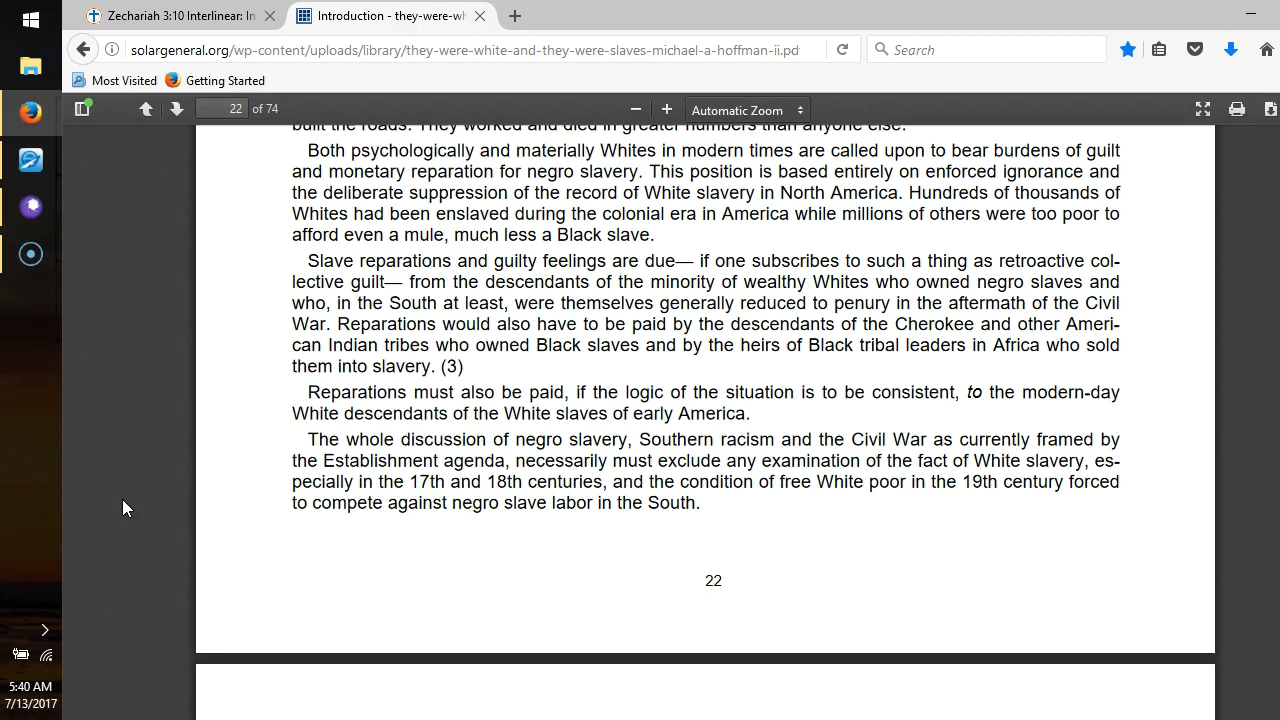 Zechariah 3:10 Interlinear: In
Introduction - they-were-wh
solargeneral.org/wp-content/uploads/library/they-were-white-and-they-were-slaves-michael-a-hoffman-ii.pd
Search
Most Visited
Getting Started
22 of 74
Automatic Zoom
built the roads. They worked and died in greater numbers than anyone else.
Both psychologically and materially Whites in modern times are called upon to bear burdens of guilt
and monetary reparation for negro slavery. This position is based entirely on enforced ignorance and
the deliberate suppression of the record of White slavery in North America. Hundreds of thousands of
Whites had been enslaved during the colonial era in America while millions of others were too poor to
afford even a mule, much less a Black slave.
Slave reparations and guilty feelings are due— if one subscribes to such a thing as retroactive col-
lective guilt— from the descendants of the minority of wealthy Whites who owned negro slaves and
who, in the South at least, were themselves generally reduced to penury in the aftermath of the Civil
War. Reparations would also have to be paid by the descendants of the Cherokee and other Ameri-
can Indian tribes who owned Black slaves and by the heirs of Black tribal leaders in Africa who sold
them into slavery. (3)
Reparations must also be paid, if the logic of the situation is to be consistent, to the modern-day
White descendants of the White slaves of early America.
The whole discussion of negro slavery, Southern racism and the Civil War as currently framed by
the Establishment agenda, necessarily must exclude any examination of the fact of White slavery, es-
pecially in the 17th and 18th centuries, and the condition of free White poor in the 19th century forced
to compete against negro slave labor in the South.
22
5:40 AM
7/13/2017